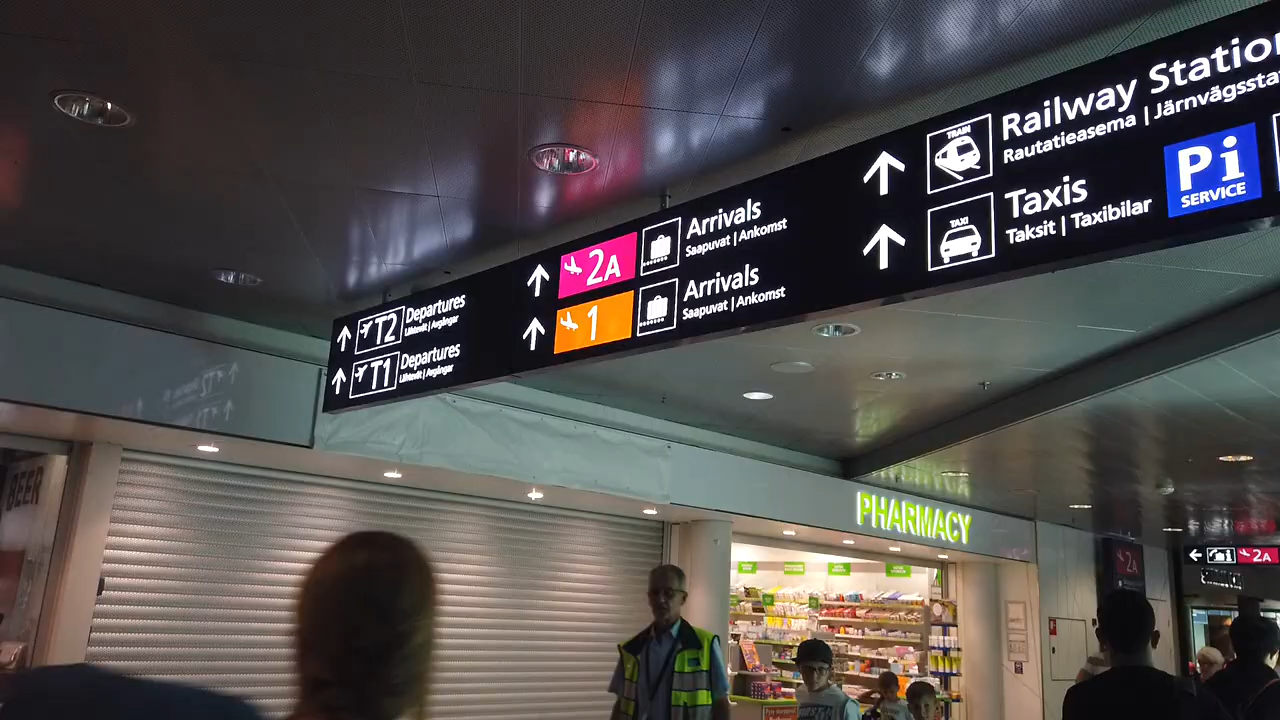 T2 Departures
Lähtevät | Avgångar
T1 Departures
Lähtevät | Avgångar
2A Arrivals
Saapuvat | Ankomst
1 Arrivals
Saapuvat | Ankomst
TRAIN
Railway Station
Rautatieasema | Järnvägssta
TAXI
Taxis
Taksit | Taxibilar
Pi
SERVICE
BEER
PHARMACY
2A
2A